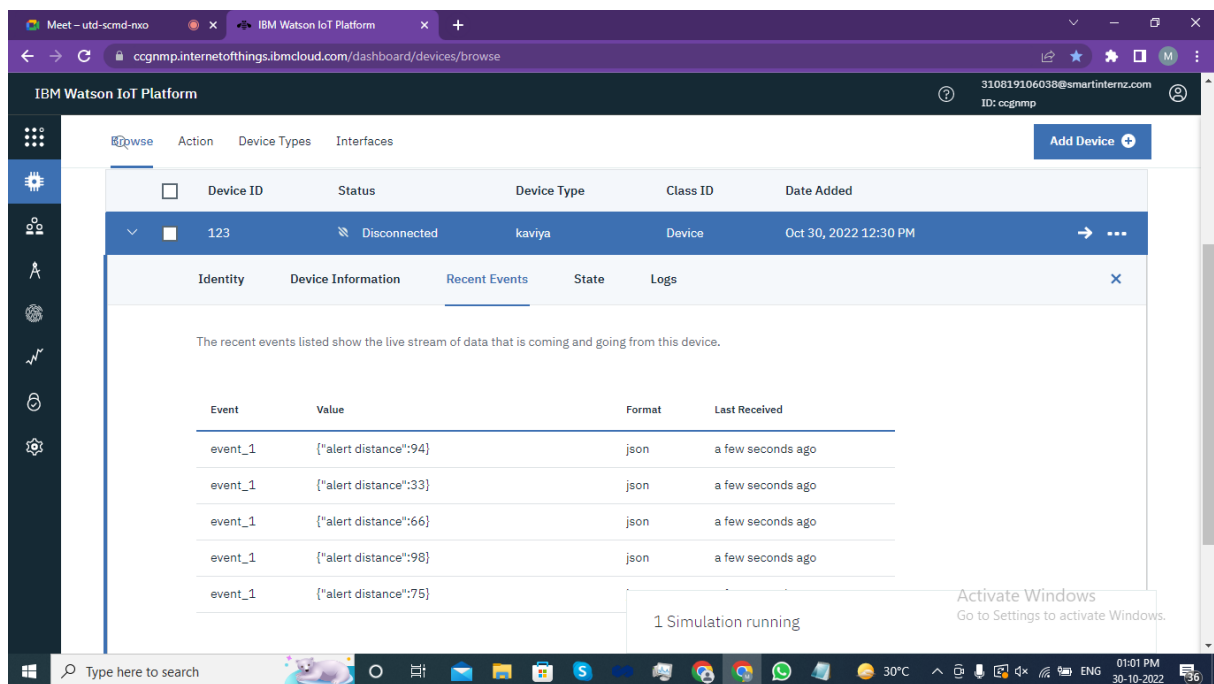 Meet – utd-scmd-nxo
IBM Watson IoT Platform
ccgnmp.internetofthings.ibmcloud.com/dashboard/devices/browse
M
IBM Watson IoT Platform
310819106038@smartinternz.com
ID: ccgnmp
Browse Action Device Types Interfaces
Add Device
Device ID Status Device Type Class ID Date Added
123 Disconnected kaviya Device Oct 30, 2022 12:30 PM
Identity Device Information Recent Events State Logs
The recent events listed show the live stream of data that is coming and going from this device.
Event Value Format Last Received
event_1 {"alert distance":94} json a few seconds ago
event_1 {"alert distance":33} json a few seconds ago
event_1 {"alert distance":66} json a few seconds ago
event_1 {"alert distance":98} json a few seconds ago
event_1 {"alert distance":75}
1 Simulation running
Activate Windows
Go to Settings to activate Windows.
Type here to search
30°C
ENG
01:01 PM
30-10-2022
36